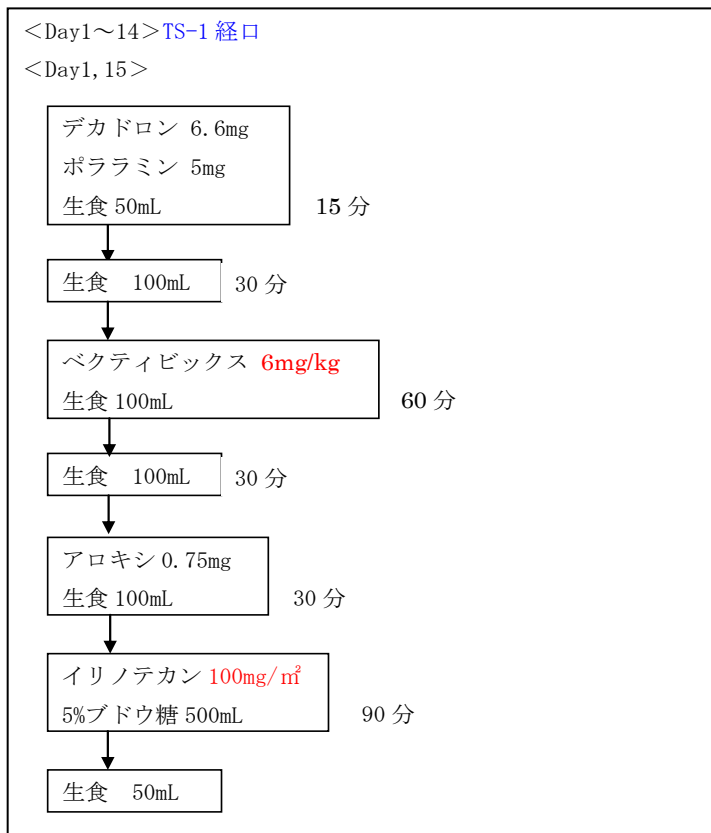 ＜Day1～14＞TS-1 経口
＜Day1, 15＞
デカドロン 6.6mg
ポララミン 5mg
生食 50mL 15 分
生食 100mL 30 分
ベクティビックス 6mg/kg
生食 100mL 60 分
生食 100mL 30 分
アロキシ 0.75mg
生食 100mL 30 分
イリノテカン 100mg/㎡
5%ブドウ糖 500mL 90 分
生食 50mL